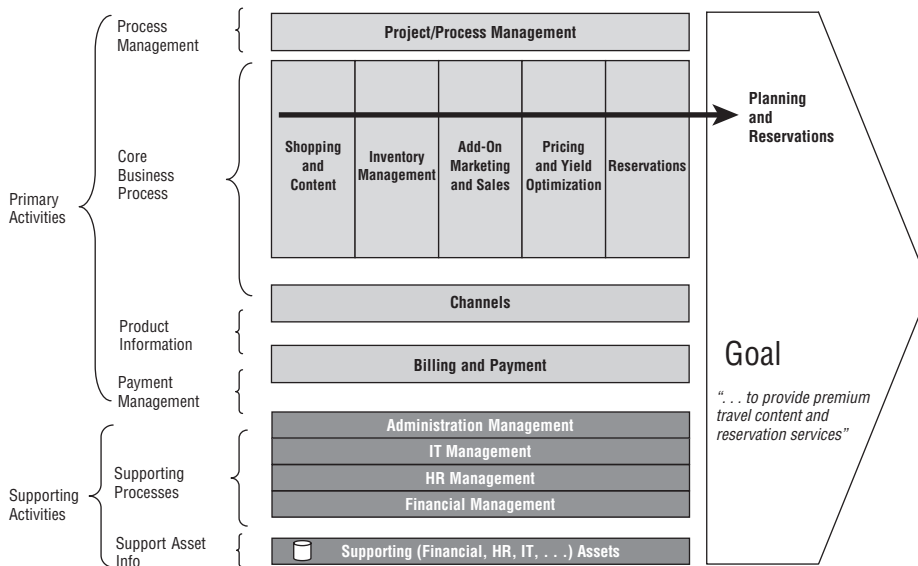 Process
Management
Project/Process Management
Core
Business
Process
Shopping
and
Content
Inventory
Management
Add-On
Marketing
and Sales
Pricing
and Yield
Optimization
Reservations
Planning
and
Reservations
Primary
Activities
Channels
Product
Information
Billing and Payment
Payment
Management
Goal
“. . . to provide premium
travel content and
reservation services”
Administration Management
IT Management
HR Management
Financial Management
Supporting
Processes
Supporting
Activities
Support Asset
Info
Supporting (Financial, HR, IT, . . .) Assets